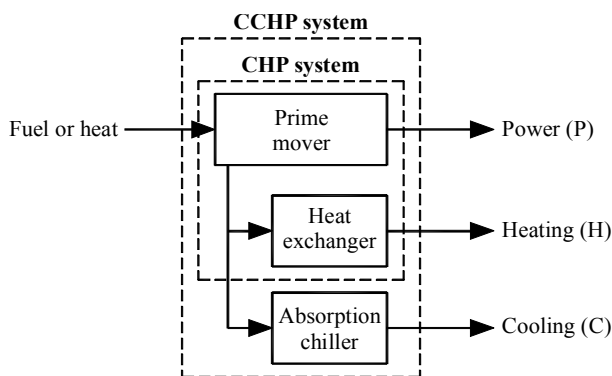 CCHP system
CHP system
Fuel or heat
Prime
mover
Power (P)
Heat
exchanger
Heating (H)
Absorption
chiller
Cooling (C)